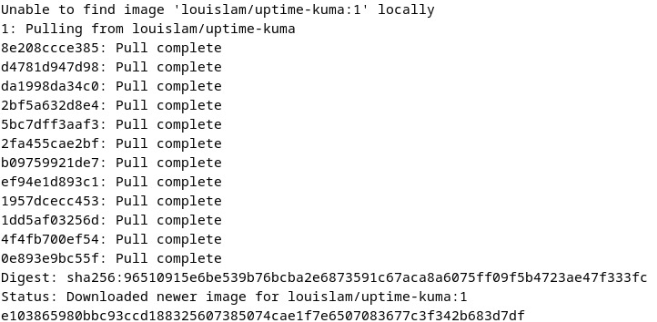 Unable to find image 'louislam/uptime-kuma:1' locally
1: Pulling from louislam/uptime-kuma
8e208ccce385: Pull complete
d4781d947d98: Pull complete
da1998da34c0: Pull complete
2bf5a632d8e4: Pull complete
5bc7dff3aaf3: Pull complete
2fa455cae2bf: Pull complete
b09759921de7: Pull complete
ef94e1d893c1: Pull complete
1957dcecc453: Pull complete
1dd5af03256d: Pull complete
4f4fb700ef54: Pull complete
0e893e9bc55f: Pull complete
Digest: sha256:96510915e6be539b76bcba2e6873591c67aca8a6075ff09f5b4723ae47f333fc
Status: Downloaded newer image for louislam/uptime-kuma:1
e103865980bbc93ccd188325607385074cae1f7e6507083677c3f342b683d7df